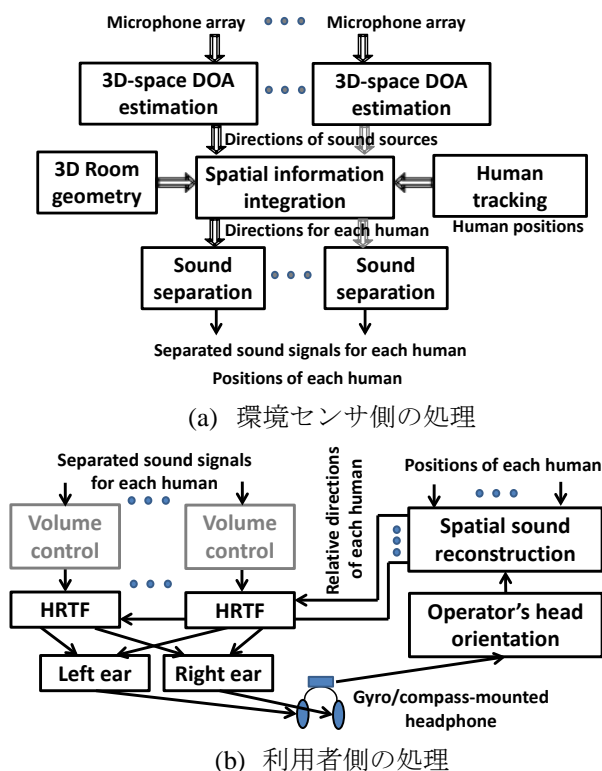 Microphone array
Microphone array
3D-space DOA
estimation
3D-space DOA
estimation
Directions of sound sources
3D Room
geometry
Spatial information
integration
Human
tracking
Human positions
Directions for each human
Sound
separation
Sound
separation
Separated sound signals for each human
Positions of each human
(a) 環境センサ側の処理
Separated sound signals
for each human
Relative directions
of each human
Positions of each human
Volume
control
Volume
control
Spatial sound
reconstruction
HRTF
HRTF
Operator's head
orientation
Left ear
Right ear
Gyro/compass-mounted
headphone
(b) 利用者側の処理